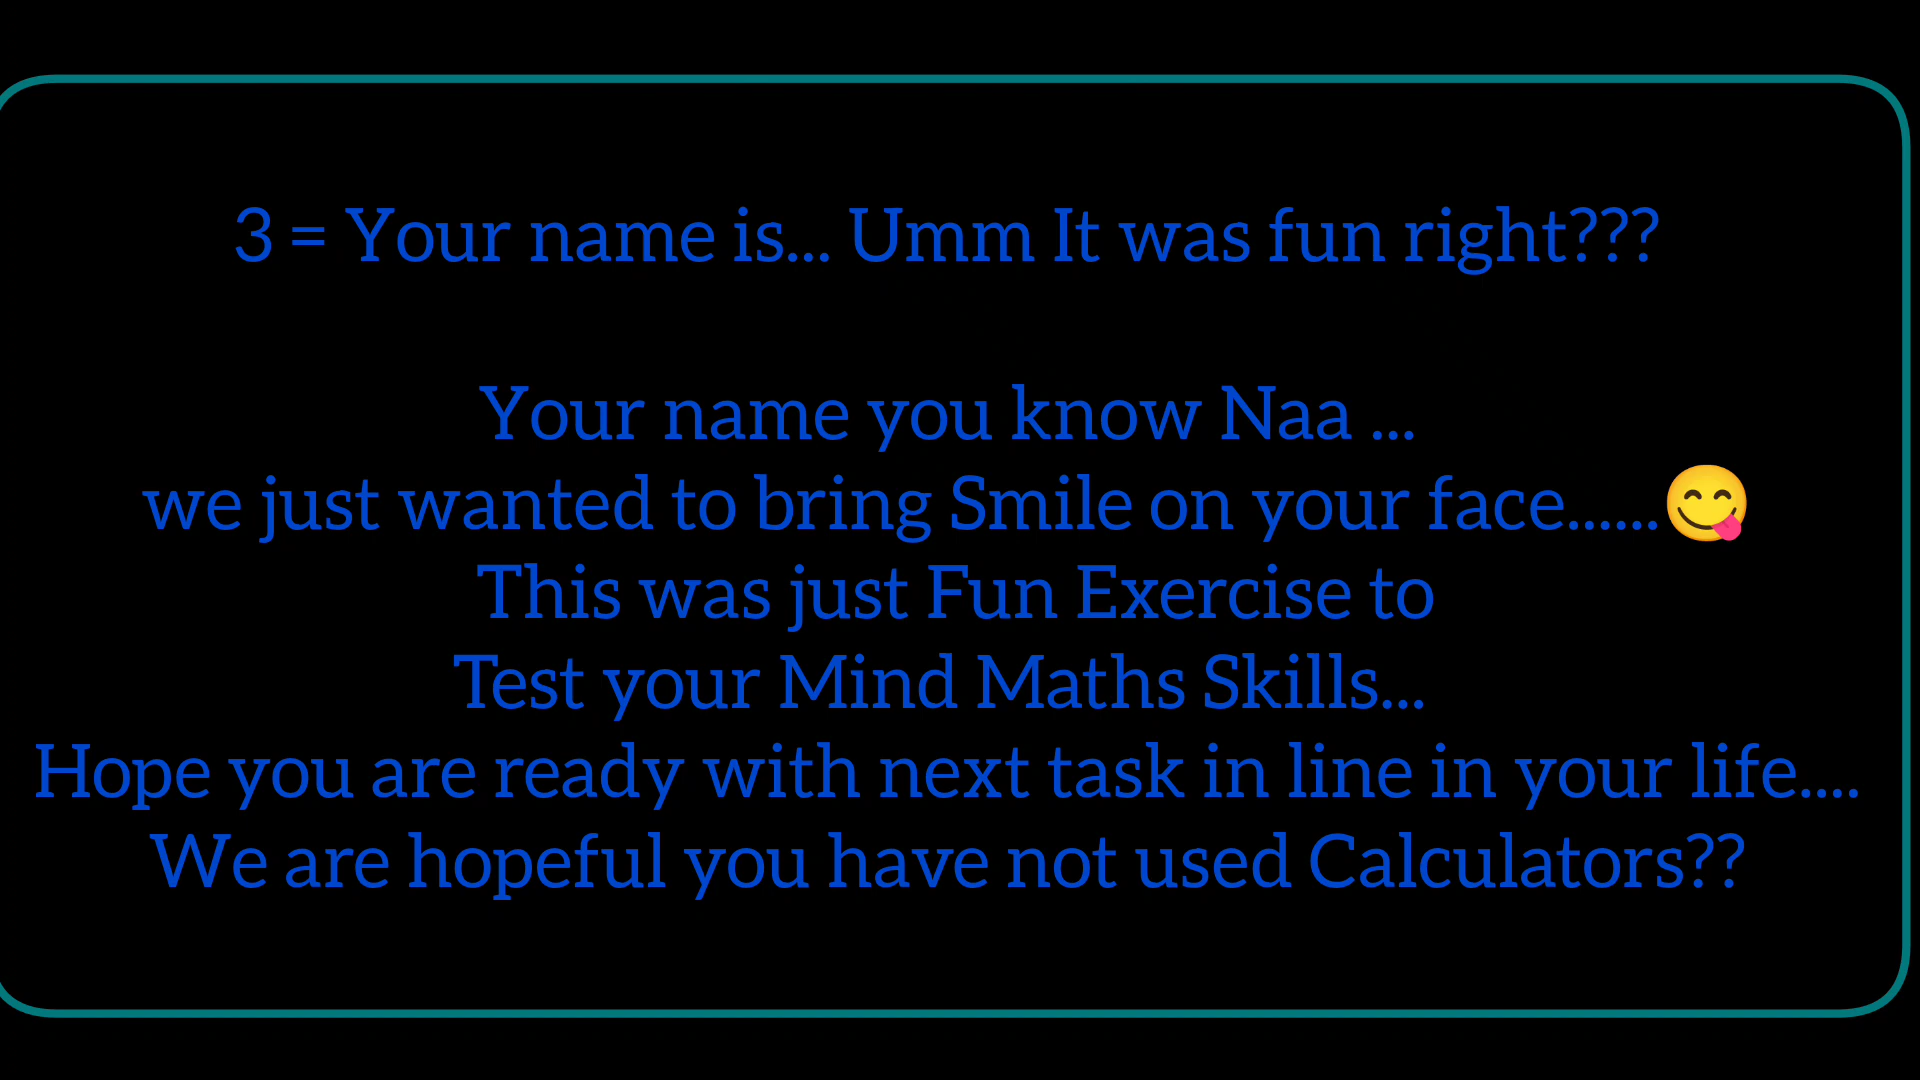 3 = Your name is... Umm It was fun right???
Your name you know Naa ...
we just wanted to bring Smile on your face......😋
This was just Fun Exercise to
Test your Mind Maths Skills...
Hope you are ready with next task in line in your life....
We are hopeful you have not used Calculators??